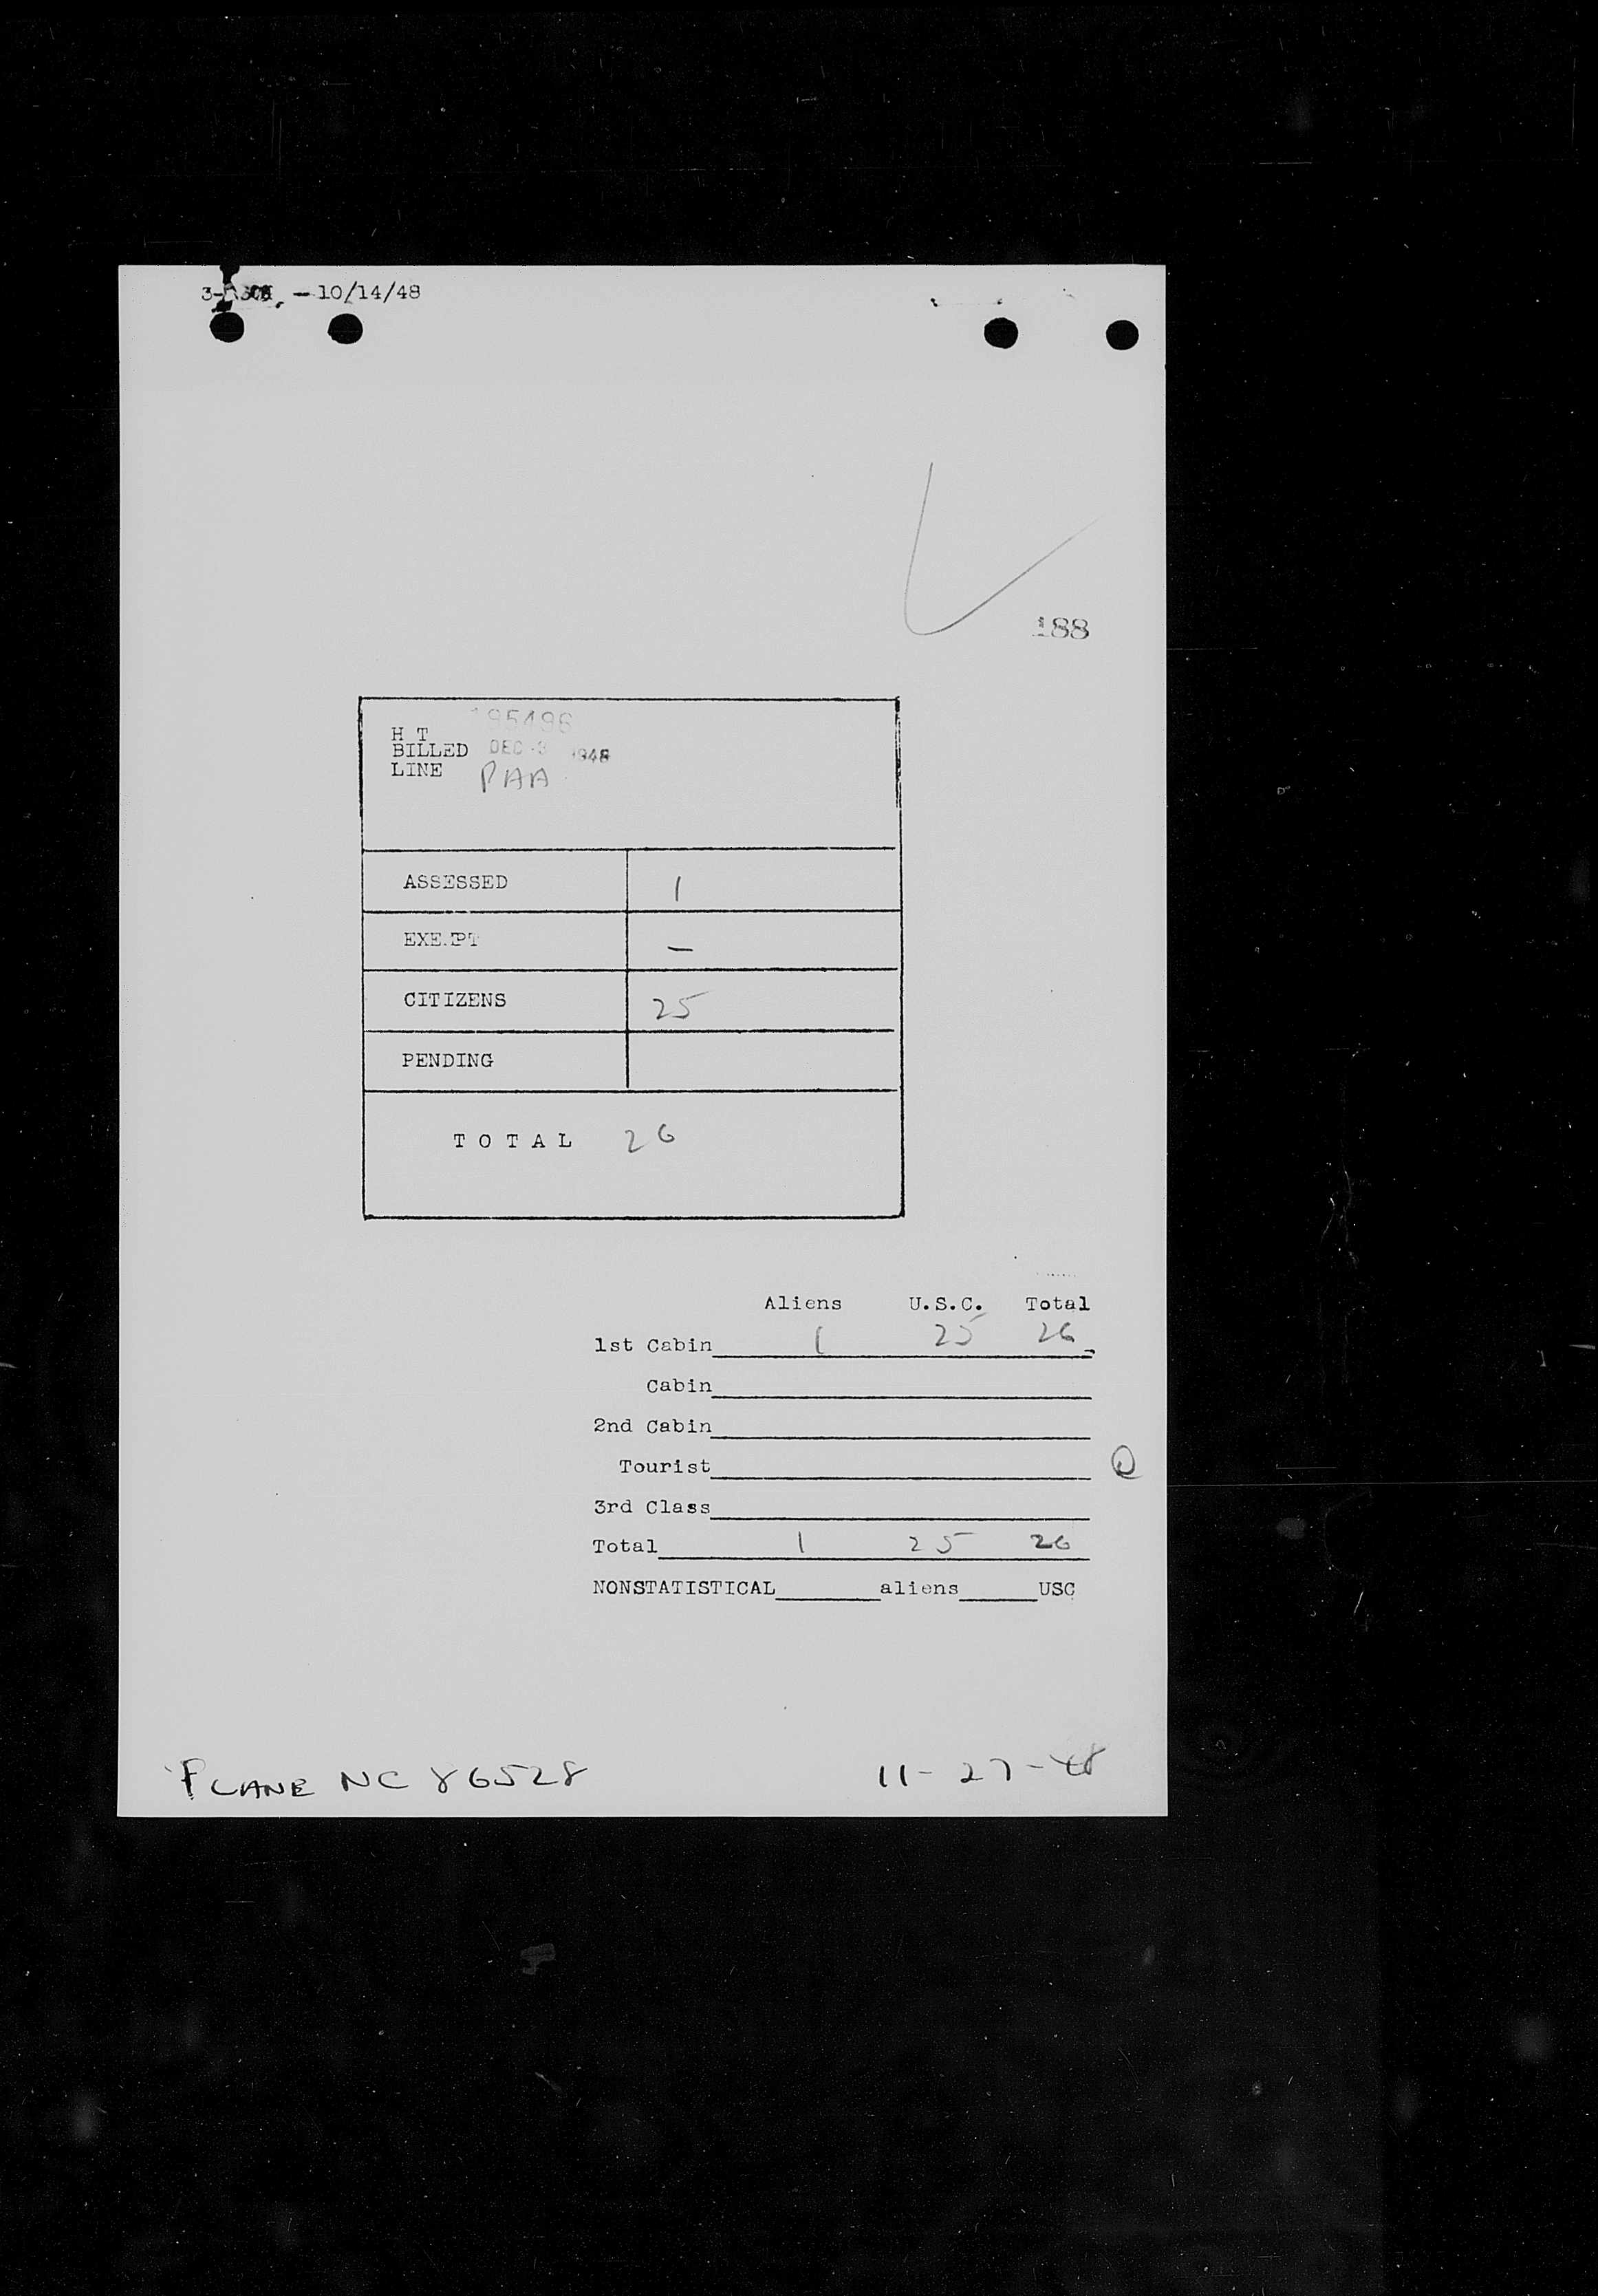 - 10/14/48
188
195496
H T
BILLED DEC -3 1948
LINE PAA
ASSESSED 1
EXEMPT —
CITIZENS 25
PENDING
TOTAL 26
Aliens U.S.C. Total
1st Cabin 1 25 26
Cabin
2nd Cabin
Tourist
3rd Class
Total 1 25 26
NONSTATISTICAL aliens USC
PLANE NC 86528 11-27-48